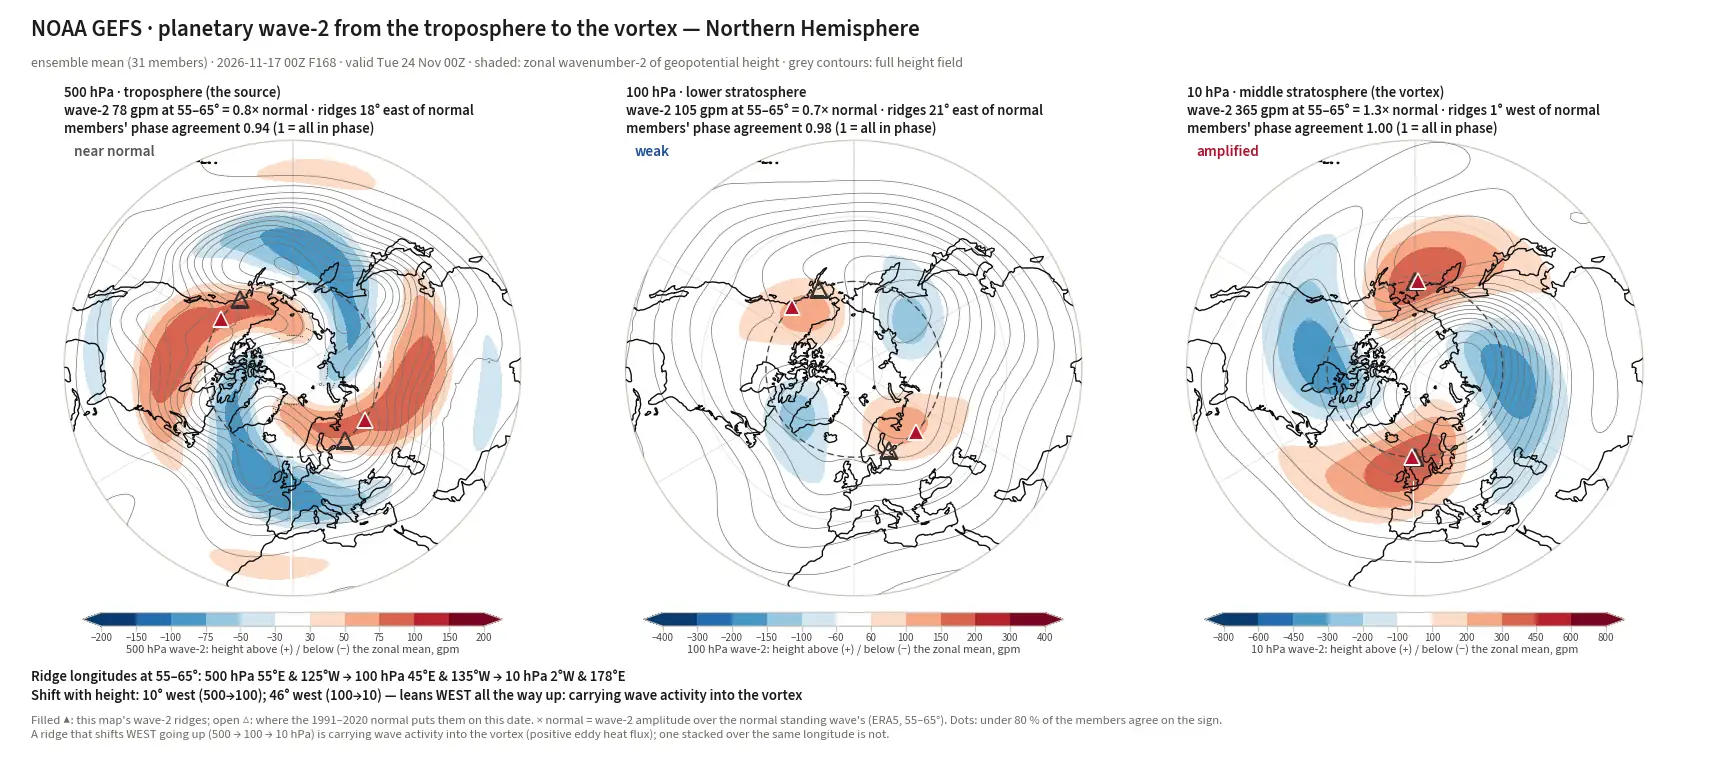 NOAA GEFS · planetary wave-2 from the troposphere to the vortex — Northern Hemisphere
ensemble mean (31 members) · 2026-11-17 00Z F168 · valid Tue 24 Nov 00Z · shaded: zonal wavenumber-2 of geopotential height · grey contours: full height field
500 hPa · troposphere (the source)
wave-2 78 gpm at 55–65° = 0.8× normal · ridges 18° east of normal
members' phase agreement 0.94 (1 = all in phase)
near normal
100 hPa · lower stratosphere
wave-2 105 gpm at 55–65° = 0.7× normal · ridges 21° east of normal
members' phase agreement 0.98 (1 = all in phase)
weak
10 hPa · middle stratosphere (the vortex)
wave-2 365 gpm at 55–65° = 1.3× normal · ridges 1° west of normal
members' phase agreement 1.00 (1 = all in phase)
amplified
−200 −150 −100 −75 −50 −30 30 50 75 100 150 200
500 hPa wave-2: height above (+) / below (−) the zonal mean, gpm
−400 −300 −200 −150 −100 −60 60 100 150 200 300 400
100 hPa wave-2: height above (+) / below (−) the zonal mean, gpm
−800 −600 −450 −300 −200 −100 100 200 300 450 600 800
10 hPa wave-2: height above (+) / below (−) the zonal mean, gpm
Ridge longitudes at 55–65°: 500 hPa 55°E & 125°W → 100 hPa 45°E & 135°W → 10 hPa 2°W & 178°E
Shift with height: 10° west (500→100); 46° west (100→10) — leans WEST all the way up: carrying wave activity into the vortex
Filled ▲: this map's wave-2 ridges; open △: where the 1991–2020 normal puts them on this date. × normal = wave-2 amplitude over the normal standing wave's (ERA5, 55–65°). Dots: under 80 % of the members agree on the sign.
A ridge that shifts WEST going up (500 → 100 → 10 hPa) is carrying wave activity into the vortex (positive eddy heat flux); one stacked over the same longitude is not.